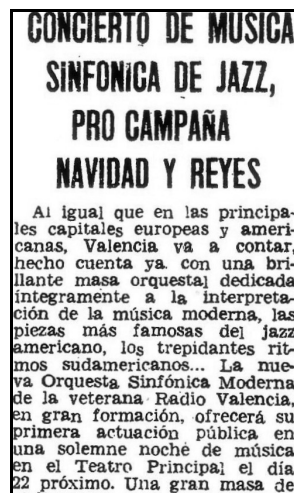 CONCIERTO DE MUSICA
SiNFONICA DE JAZZ,
PRO CAMPAÑA
NAVIDAD Y REYES
Al igual que en las principa-
les capitales europeas y ameri-
canas, Valencia va a contar,
hecho cuenta ya. con una bri-
llante masa orquestal dedicada
íntegramente a la interpreta-
ción de la música moderna, las
piezas más famosas del jazz
americano, los trepidantes rit-
mos sudamericanos... La nue-
va Orquesta Sinfónica Moderna
de la veterana Radio Valencia,
en gran formación, ofrecerá su
primera actuación pública en
una solemne noche de música
en el Teatro Principal el día
22 próximo. Una gran masa de